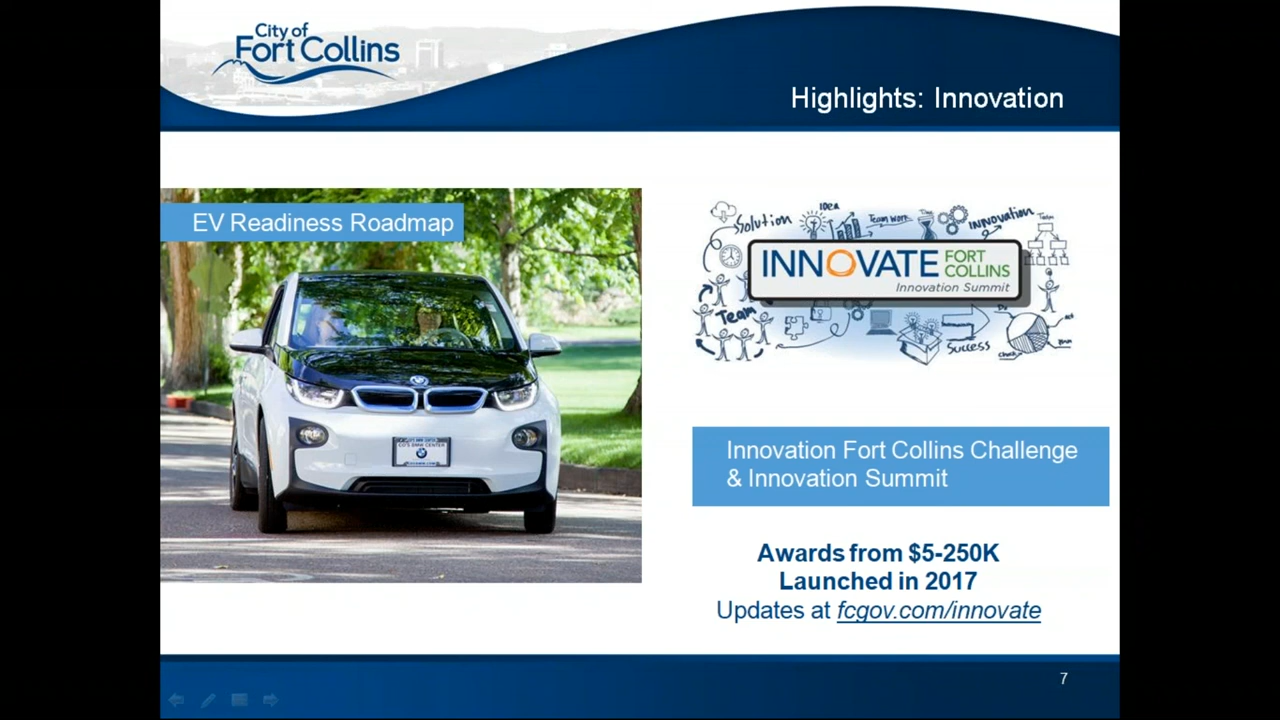 City of
Fort Collins
Highlights: Innovation
EV Readiness Roadmap
Solution
IDEA
Team Work
INNOVATION
Team
INNOVATE FORT COLLINS
Innovation Summit
Team
Success
Innovation Fort Collins Challenge
& Innovation Summit
Awards from $5-250K
Launched in 2017
Updates at fcgov.com/innovate
7